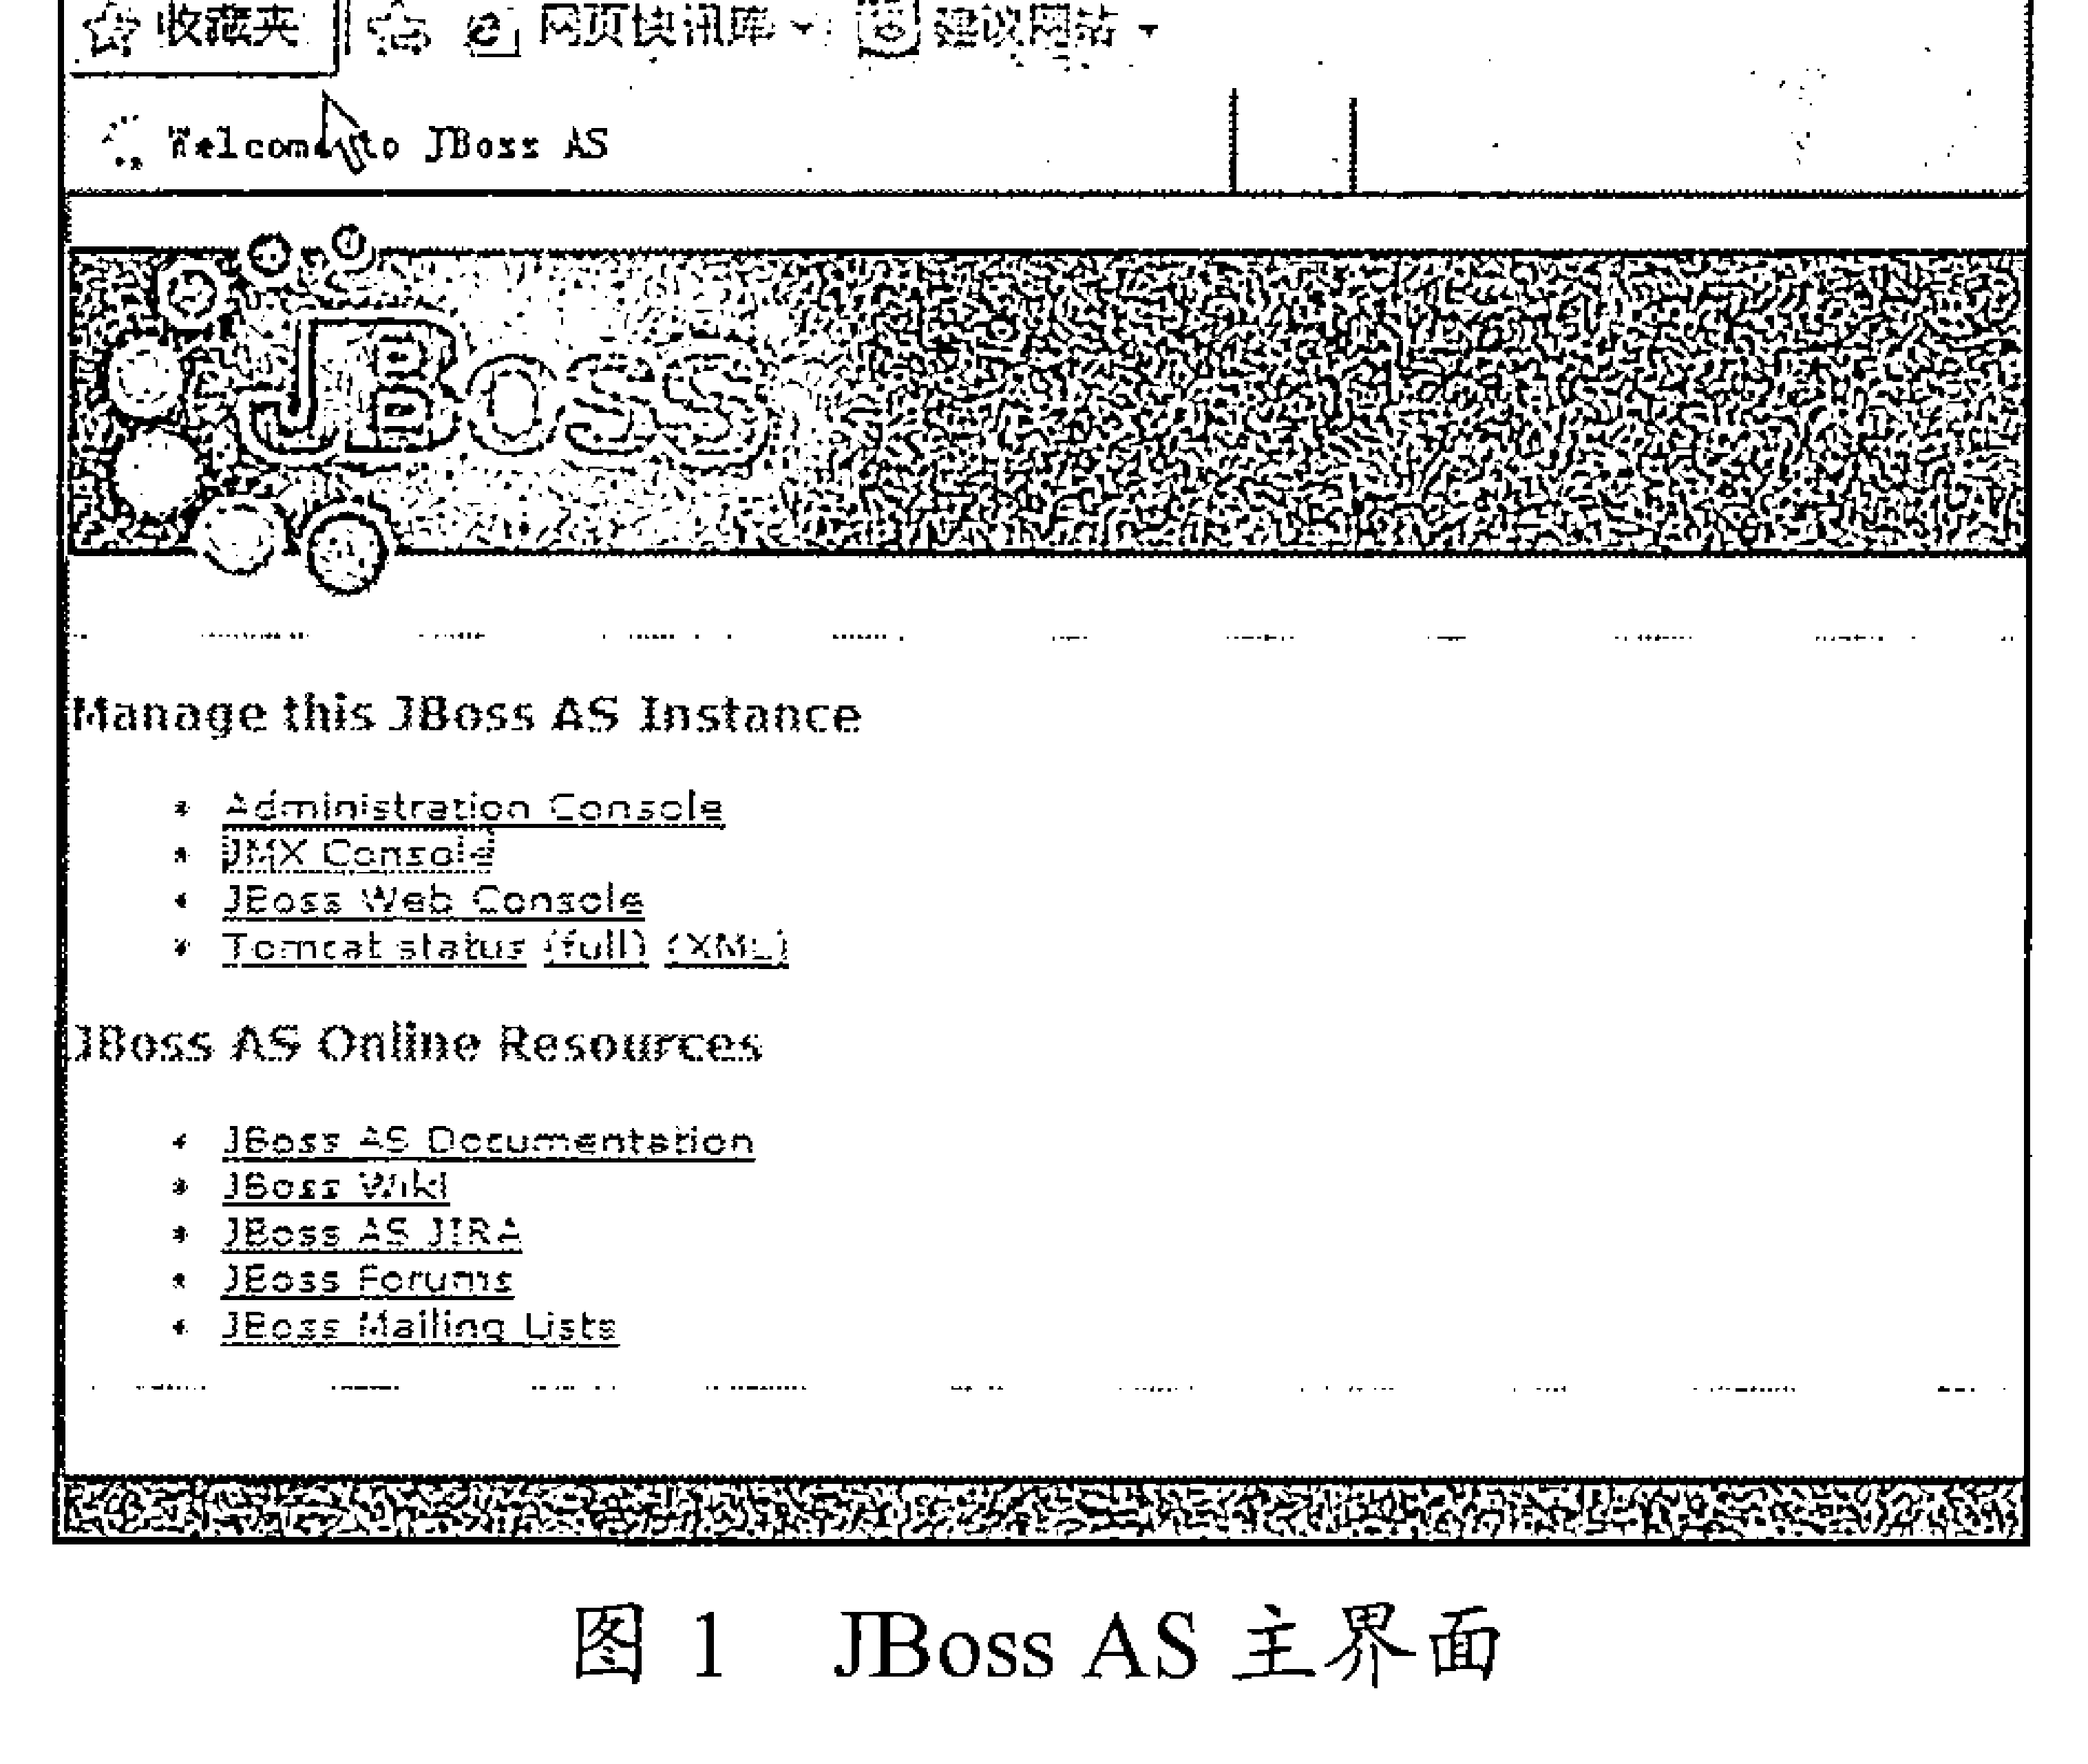 收藏夹 网页快讯库 建议网站
Welcome to JBoss AS
JBoss
Manage this JBoss AS Instance
Administration Console
JMX Console
JBoss Web Console
Tomcat status (full) (XML)
JBoss AS Online Resources
JBoss AS Documentation
JBoss Wiki
JBoss AS JIRA
JBoss Forums
JBoss Mailing Lists
图 1 JBoss AS 主界面